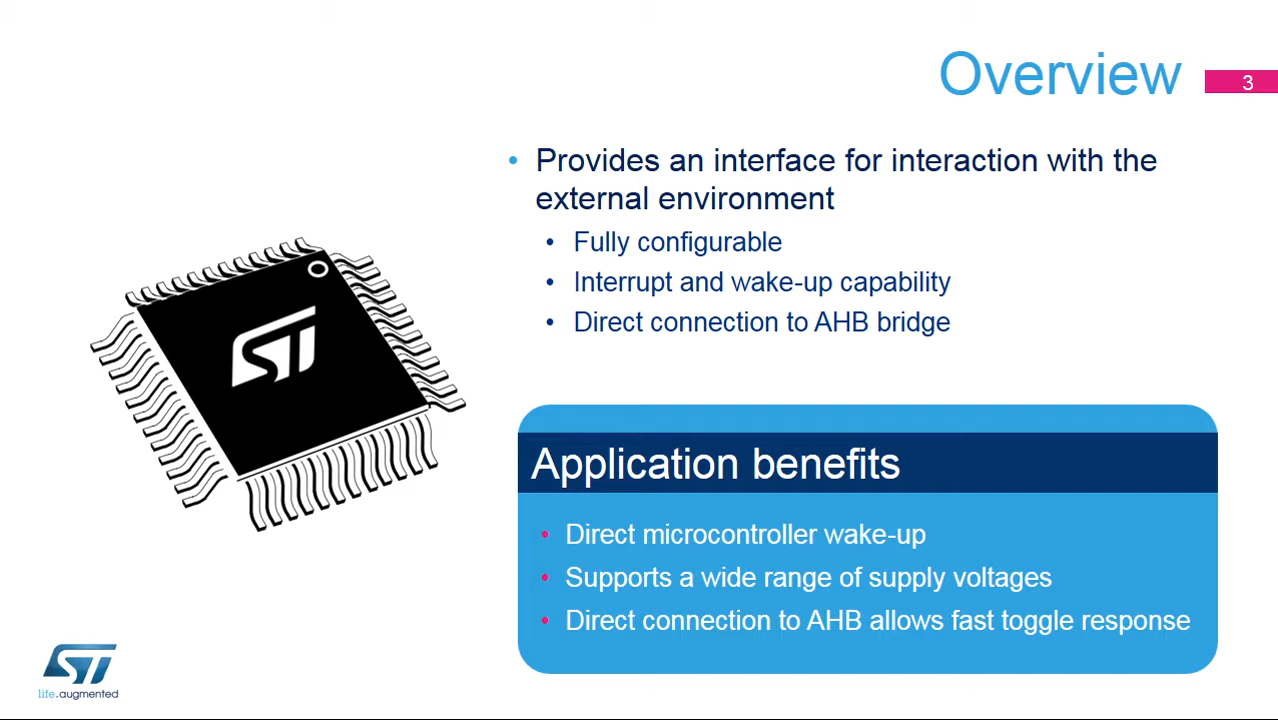 Overview
3
• Provides an interface for interaction with the
external environment
• Fully configurable
• Interrupt and wake-up capability
• Direct connection to AHB bridge
ST
Application benefits
• Direct microcontroller wake-up
• Supports a wide range of supply voltages
• Direct connection to AHB allows fast toggle response
ST
life.augmented